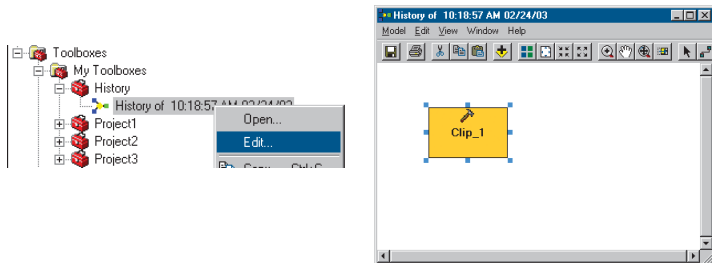 Toolboxes
My Toolboxes
History
History of 10:18:57 AM 02/24/03
Project1
Project2
Project3
Open...
Edit...
History of 10:18:57 AM 02/24/03
Model Edit View Window Help
Clip_1